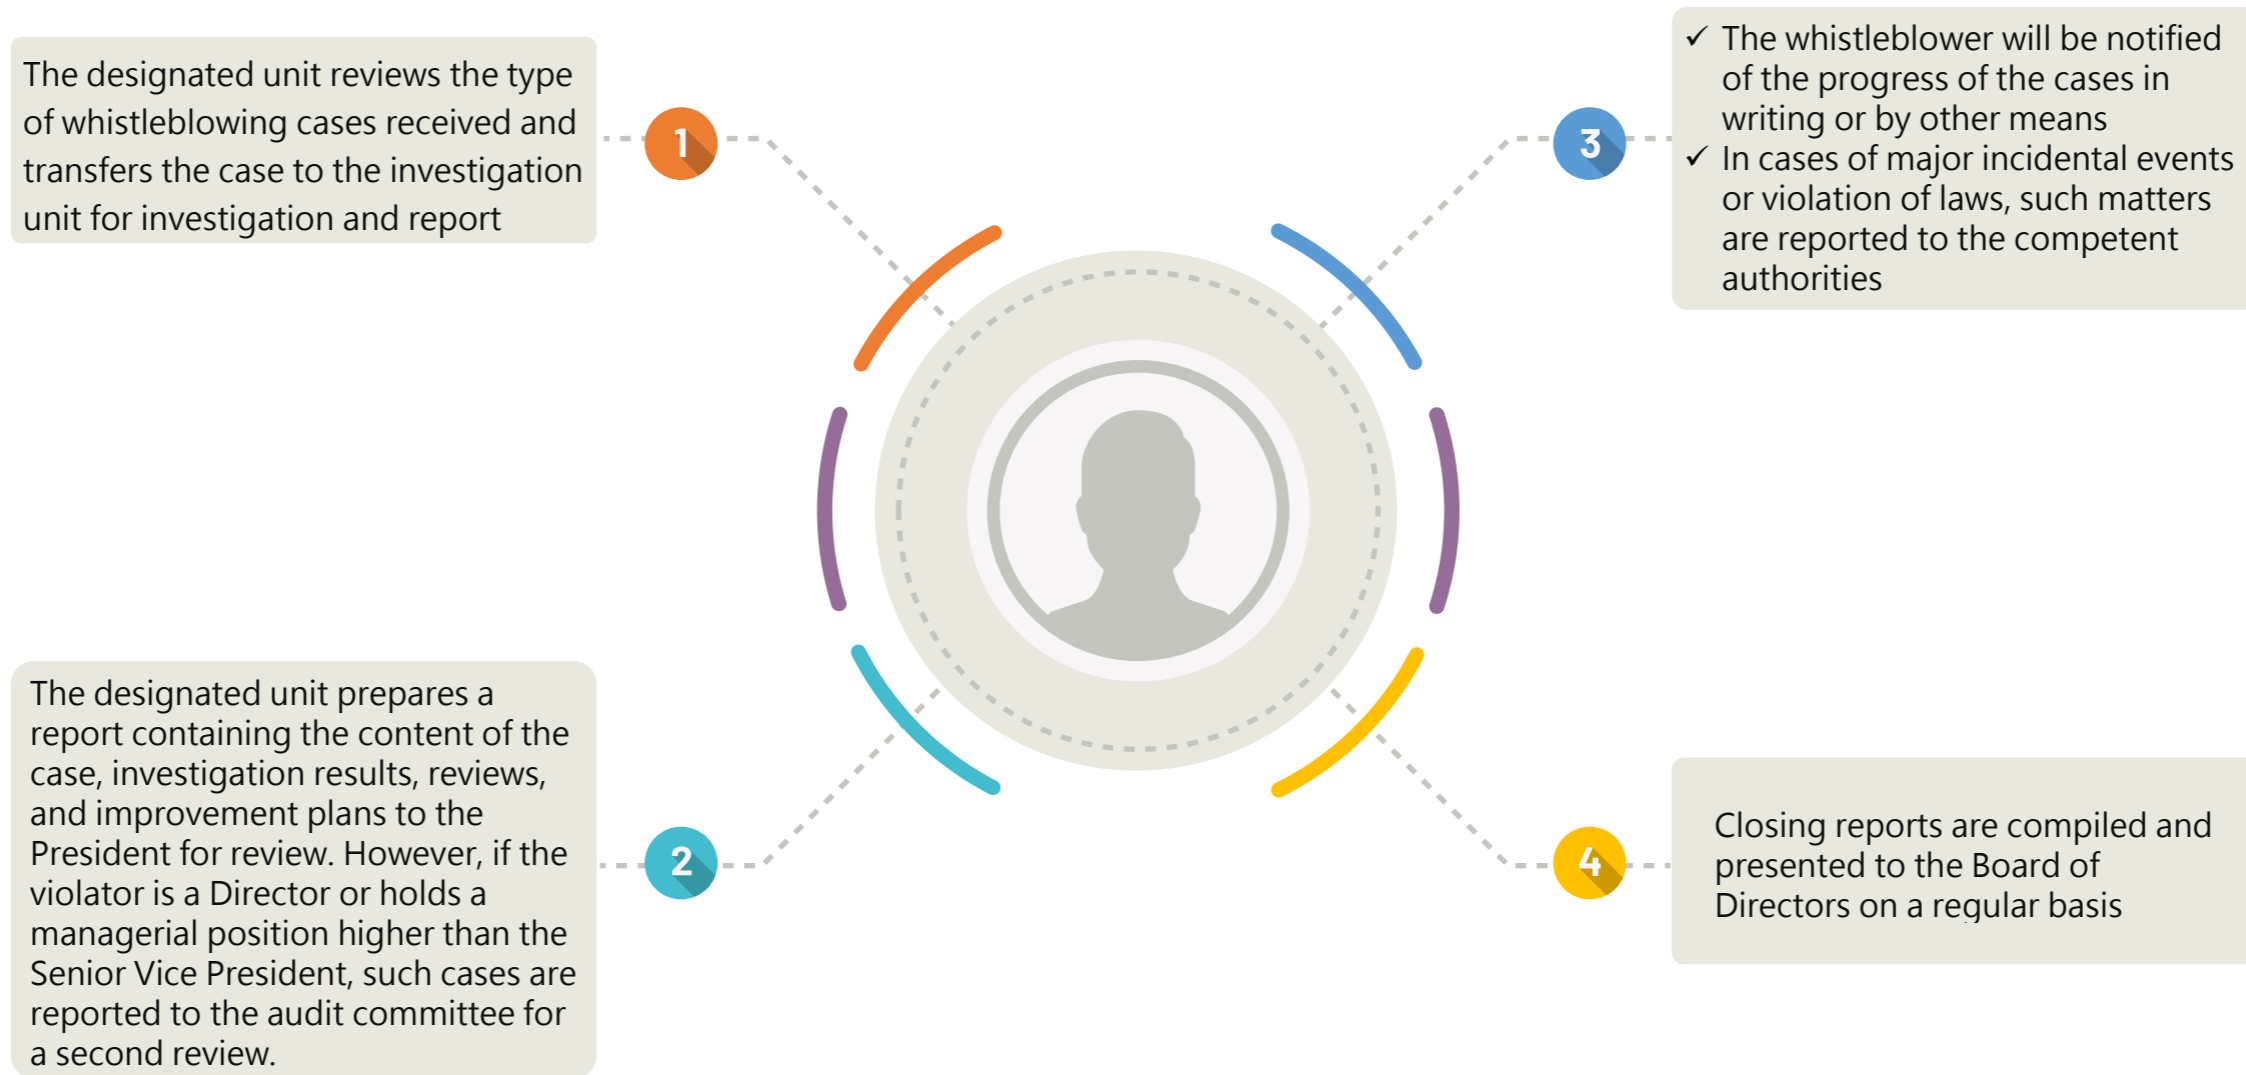 The designated unit reviews the type
of whistleblowing cases received and
transfers the case to the investigation
unit for investigation and report
1
The designated unit prepares a
report containing the content of the
case, investigation results, reviews,
and improvement plans to the
President for review. However, if the
violator is a Director or holds a
managerial position higher than the
Senior Vice President, such cases are
reported to the audit committee for
a second review.
2
3
✓ The whistleblower will be notified
of the progress of the cases in
writing or by other means
✓ In cases of major incidental events
or violation of laws, such matters
are reported to the competent
authorities
4
Closing reports are compiled and
presented to the Board of
Directors on a regular basis